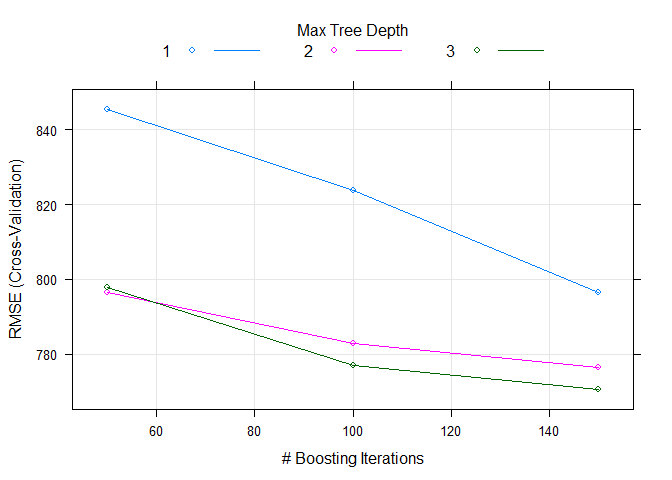 Max Tree Depth
1 2 3
840
820
800
780
RMSE (Cross-Validation)
60 80 100 120 140
# Boosting Iterations